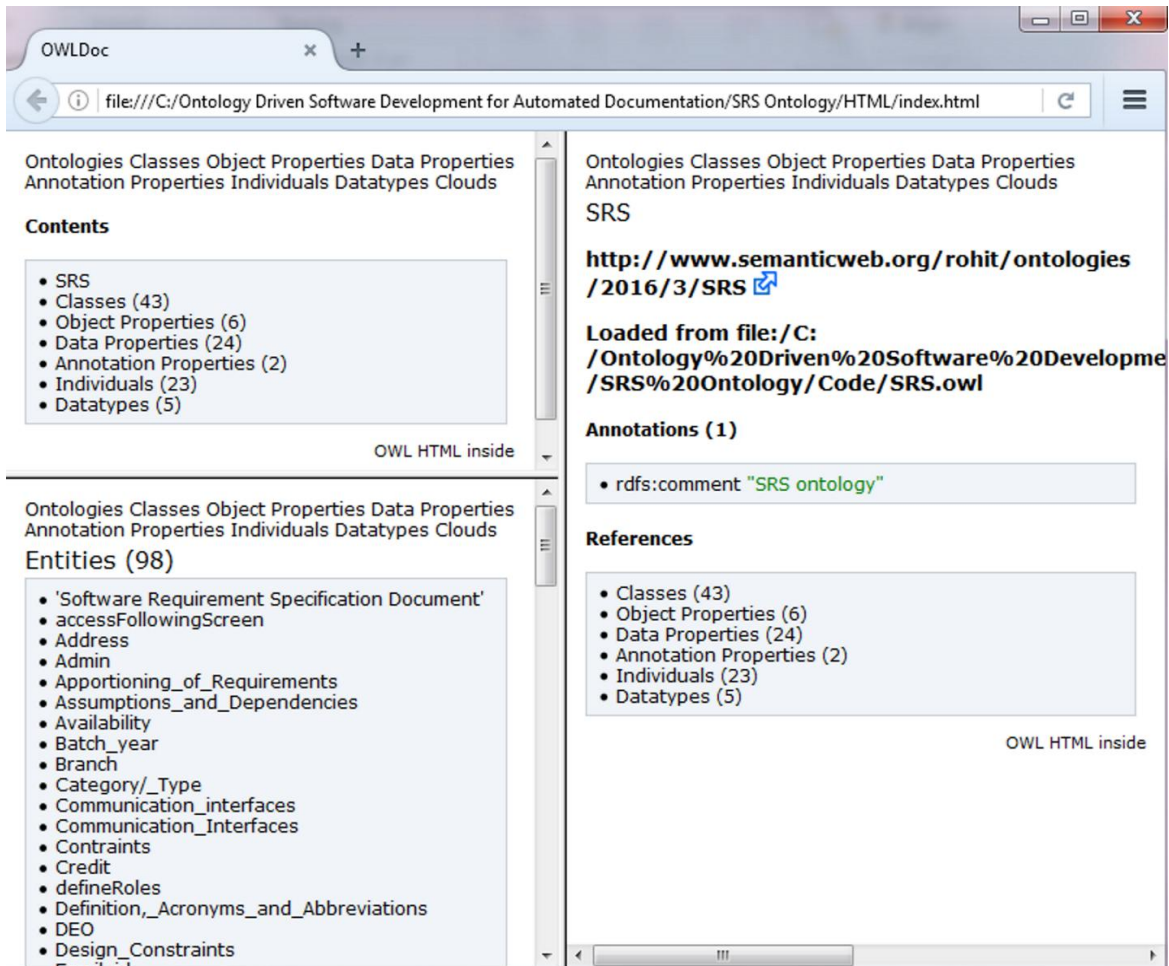 OWLDoc
file:///C:/Ontology Driven Software Development for Automated Documentation/SRS Ontology/HTML/index.html
Ontologies Classes Object Properties Data Properties
Annotation Properties Individuals Datatypes Clouds
Contents
• SRS
• Classes (43)
• Object Properties (6)
• Data Properties (24)
• Annotation Properties (2)
• Individuals (23)
• Datatypes (5)
OWL HTML inside
Ontologies Classes Object Properties Data Properties
Annotation Properties Individuals Datatypes Clouds
Entities (98)
• 'Software Requirement Specification Document'
• accessFollowingScreen
• Address
• Admin
• Apportioning_of_Requirements
• Assumptions_and_Dependencies
• Availability
• Batch_year
• Branch
• Category/_Type
• Communication_interfaces
• Communication_Interfaces
• Contraints
• Credit
• defineRoles
• Definition,_Acronyms_and_Abbreviations
• DEO
• Design_Constraints
Ontologies Classes Object Properties Data Properties
Annotation Properties Individuals Datatypes Clouds
SRS
http://www.semanticweb.org/rohit/ontologies
/2016/3/SRS
Loaded from file:/C:
/Ontology%20Driven%20Software%20Developme
/SRS%20Ontology/Code/SRS.owl
Annotations (1)
• rdfs:comment "SRS ontology"
References
• Classes (43)
• Object Properties (6)
• Data Properties (24)
• Annotation Properties (2)
• Individuals (23)
• Datatypes (5)
OWL HTML inside